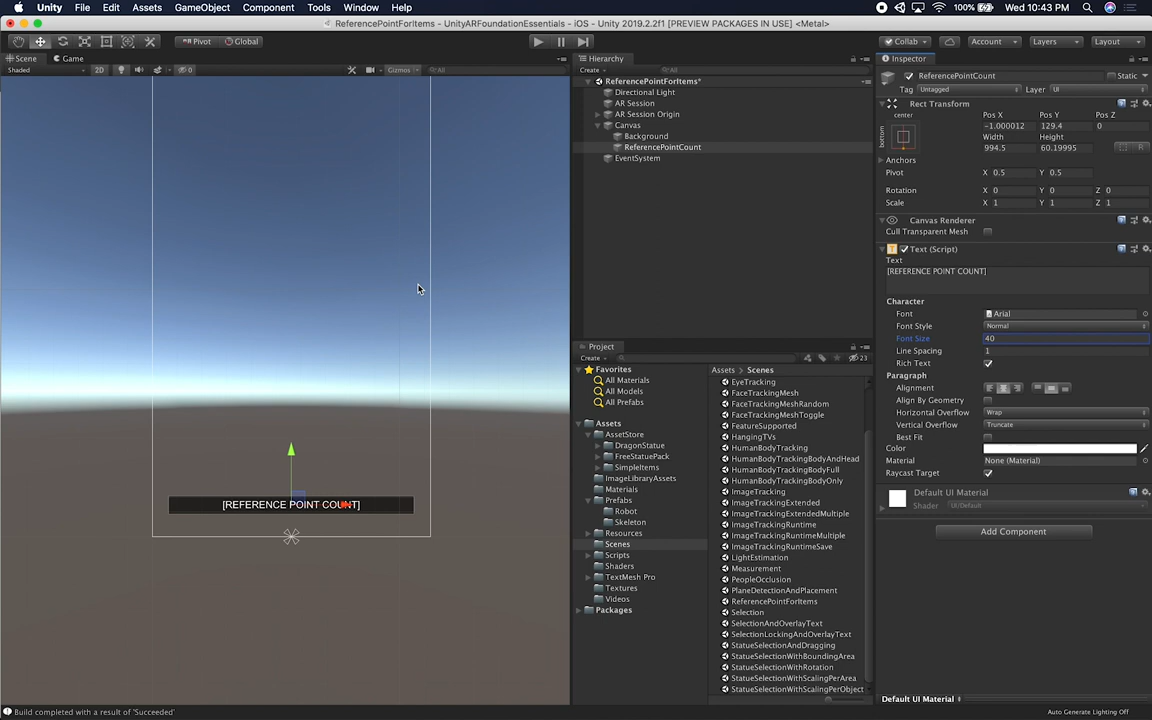 Unity File Edit Assets GameObject Component Tools Window Help 100% Wed 10:43 PM
ReferencePointForItems - UnityARFoundationEssentials - iOS - Unity 2019.2.2f1 [PREVIEW PACKAGES IN USE] <Metal>
Pivot Global Collab Account Layers Layout
Scene Game
Shaded 2D 0 Gizmos All
[REFERENCE POINT COUNT]
Hierarchy
Create All
ReferencePointForItems*
Directional Light
AR Session
AR Session Origin
Canvas
Background
ReferencePointCount
EventSystem
Project
Create 23
Favorites
All Materials
All Models
All Prefabs
Assets
AssetStore
DragonStatue
FreeStatuePack
SimpleItems
ImageLibraryAssets
Materials
Prefabs
Robot
Skeleton
Resources
Scenes
Scripts
Shaders
TextMesh Pro
Textures
Videos
Packages
Assets > Scenes
EyeTracking
FaceTrackingMesh
FaceTrackingMeshRandom
FaceTrackingMeshToggle
FeatureSupported
HangingTVs
HumanBodyTracking
HumanBodyTrackingBodyAndHead
HumanBodyTrackingBodyFull
HumanBodyTrackingBodyOnly
ImageTracking
ImageTrackingExtended
ImageTrackingExtendedMultiple
ImageTrackingRuntime
ImageTrackingRuntimeMultiple
ImageTrackingRuntimeSave
LightEstimation
Measurement
PeopleOcclusion
PlaneDetectionAndPlacement
ReferencePointForItems
Selection
SelectionAndOverlayText
SelectionLockingAndOverlayText
StatueSelectionAndDragging
StatueSelectionWithBoundingArea
StatueSelectionWithRotation
StatueSelectionWithScalingPerArea
StatueSelectionWithScalingPerObject
Inspector
ReferencePointCount Static
Tag Untagged Layer UI
Rect Transform
center Pos X Pos Y Pos Z
bottom -1.000012 129.4 0
Width Height
994.5 60.19995 R
Anchors
Pivot X 0.5 Y 0.5
Rotation X 0 Y 0 Z 0
Scale X 1 Y 1 Z 1
Canvas Renderer
Cull Transparent Mesh
Text (Script)
Text
[REFERENCE POINT COUNT]
Character
Font Arial
Font Style Normal
Font Size 40
Line Spacing 1
Rich Text
Paragraph
Alignment
Align By Geometry
Horizontal Overflow Wrap
Vertical Overflow Truncate
Best Fit
Color
Material None (Material)
Raycast Target
Default UI Material
Shader UI/Default
Add Component
Default UI Material
Build completed with a result of 'Succeeded' Auto Generate Lighting Off